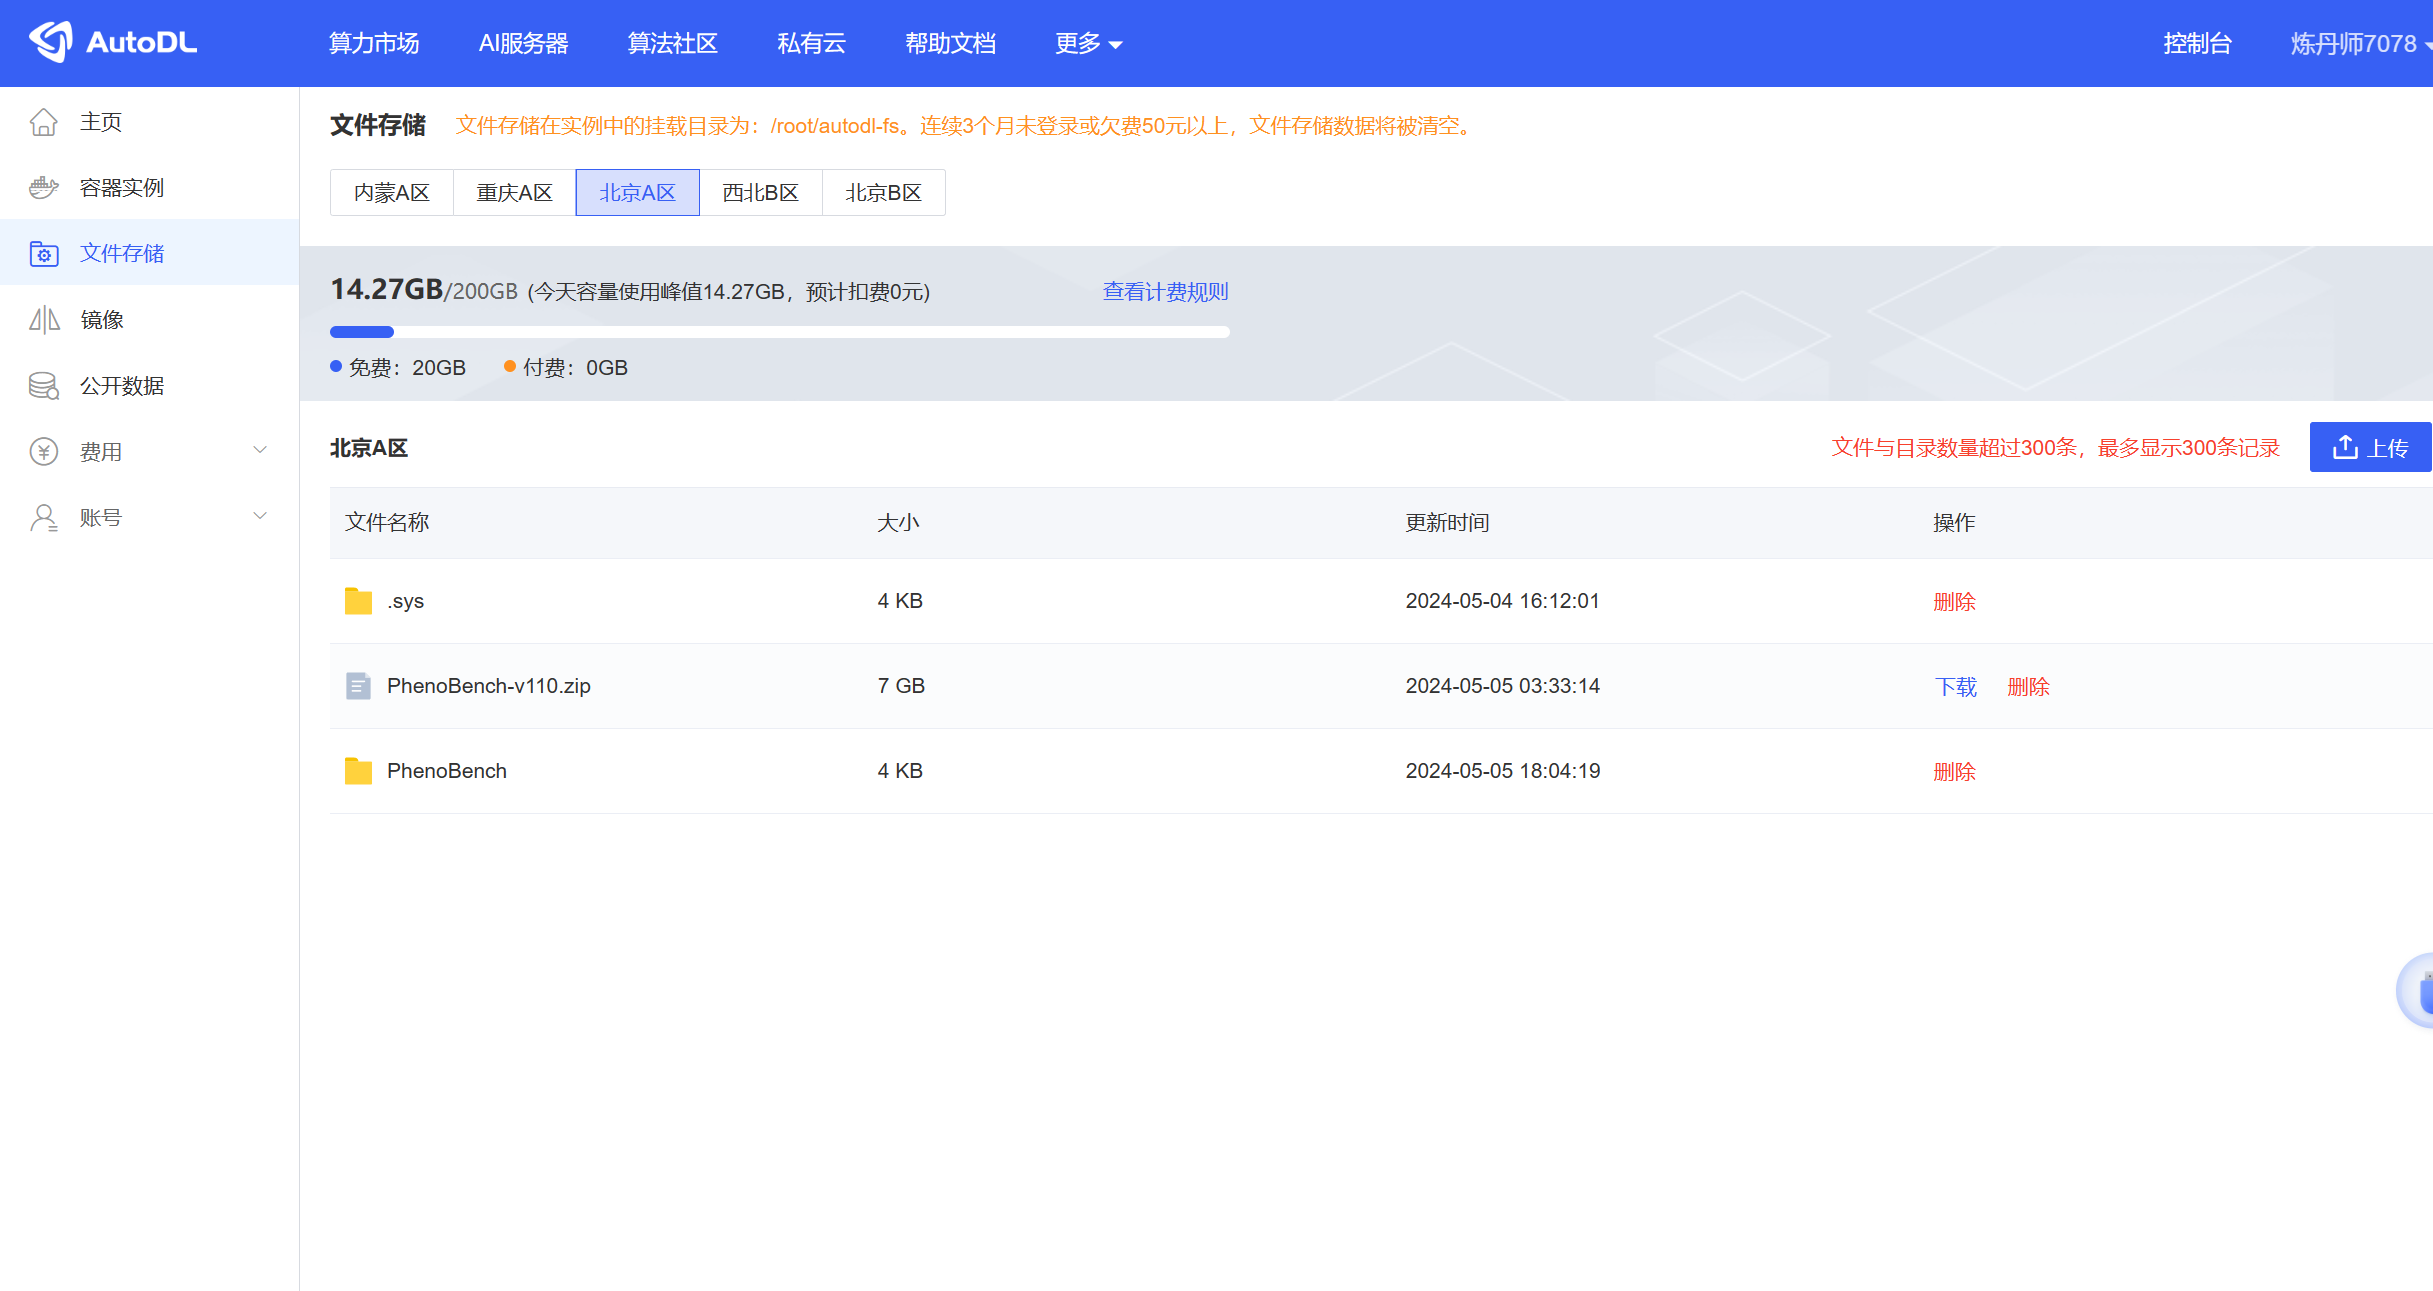 AutoDL 算力市场 AI服务器 算法社区 私有云 帮助文档 更多 控制台 炼丹师7078
主页
容器实例
文件存储
镜像
公开数据
费用
账号
文件存储 文件存储在实例中的挂载目录为：/root/autodl-fs。连续3个月未登录或欠费50元以上，文件存储数据将被清空。
内蒙A区 重庆A区 北京A区 西北B区 北京B区
14.27GB/200GB (今天容量使用峰值14.27GB，预计扣费0元) 查看计费规则
免费：20GB 付费：0GB
北京A区 文件与目录数量超过300条，最多显示300条记录 上传
文件名称 大小 更新时间 操作
.sys 4 KB 2024-05-04 16:12:01 删除
PhenoBench-v110.zip 7 GB 2024-05-05 03:33:14 下载 删除
PhenoBench 4 KB 2024-05-05 18:04:19 删除